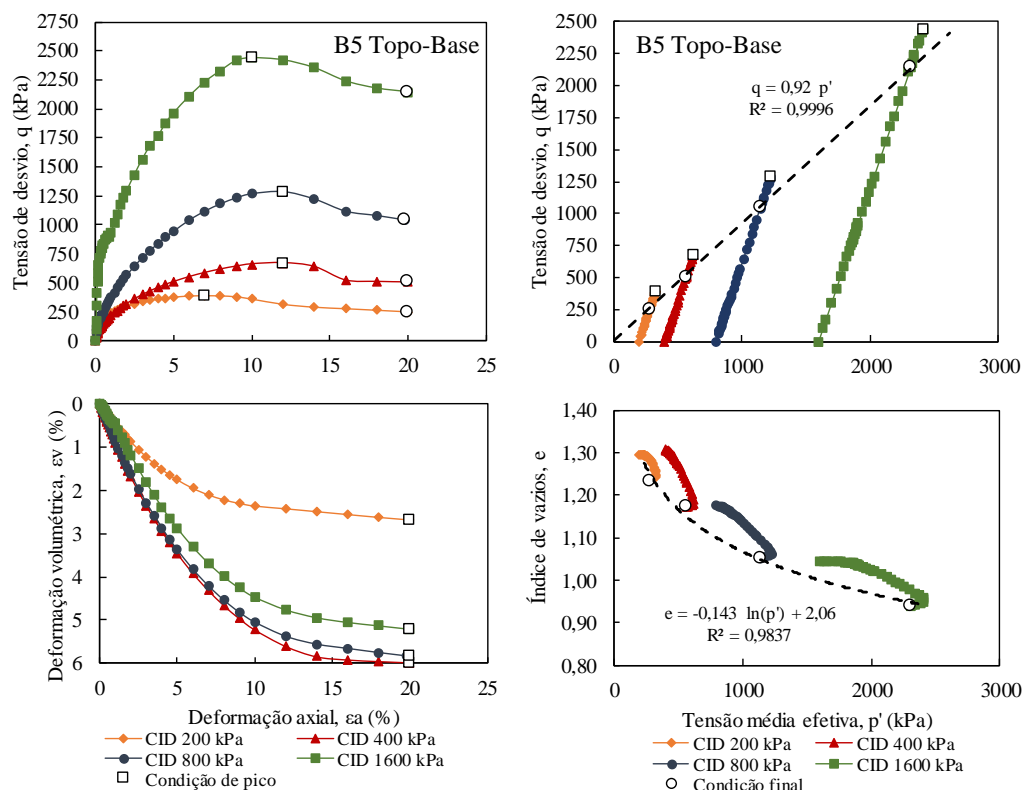 B5 Topo-Base
Tensão de desvio, q (kPa)
2750
2500
2250
2000
1750
1500
1250
1000
750
500
250
0
0 5 10 15 20 25
B5 Topo-Base
q = 0,92 p'
R² = 0,9996
Tensão de desvio, q (kPa)
2500
2000
1500
1000
500
0
0 1000 2000 3000
Deformação volumétrica, εv (%)
0
1
2
3
4
5
6
0 5 10 15 20 25
Deformação axial, εa (%)
CID 200 kPa
CID 400 kPa
CID 800 kPa
CID 1600 kPa
Condição de pico
Índice de vazios, e
1,40
1,30
1,20
1,10
1,00
0,90
0,80
e = -0,143 ln(p') + 2,06
R² = 0,9837
0 1000 2000 3000
Tensão média efetiva, p' (kPa)
CID 200 kPa
CID 400 kPa
CID 800 kPa
CID 1600 kPa
Condição final